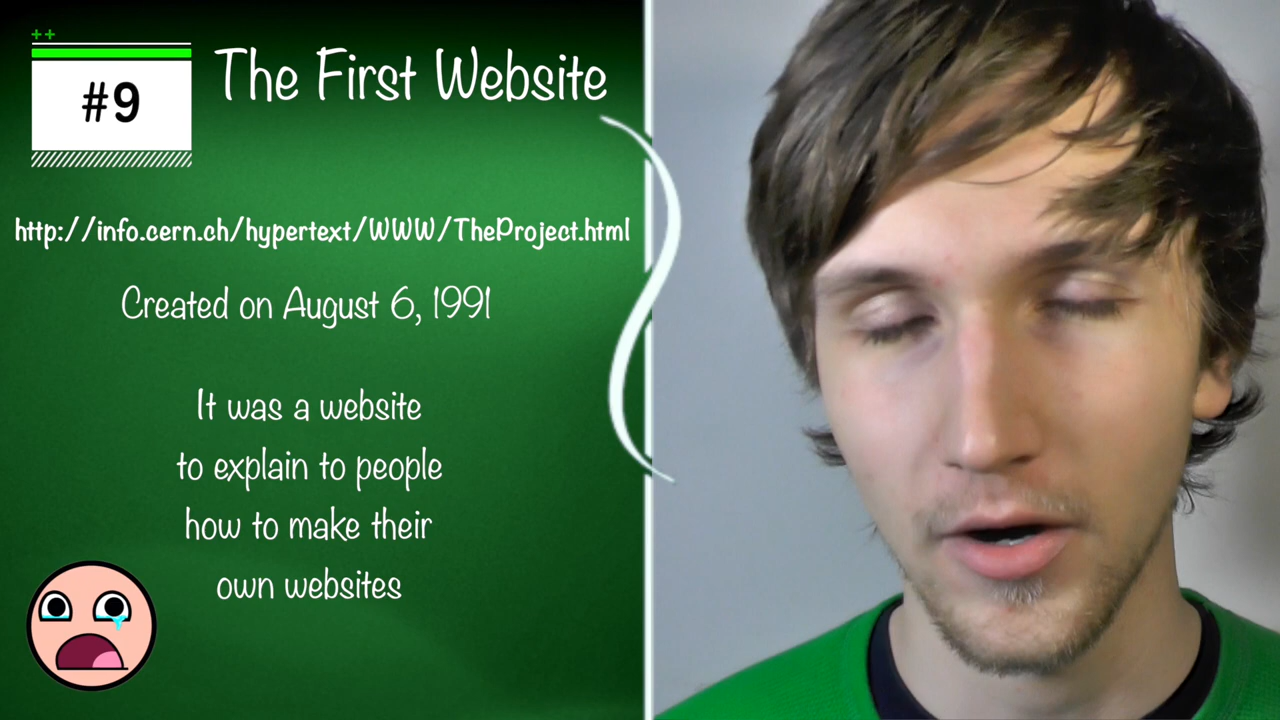 ++
#9
The First Website
http://info.cern.ch/hypertext/WWW/TheProject.html
Created on August 6, 1991
It was a website
to explain to people
how to make their
own websites